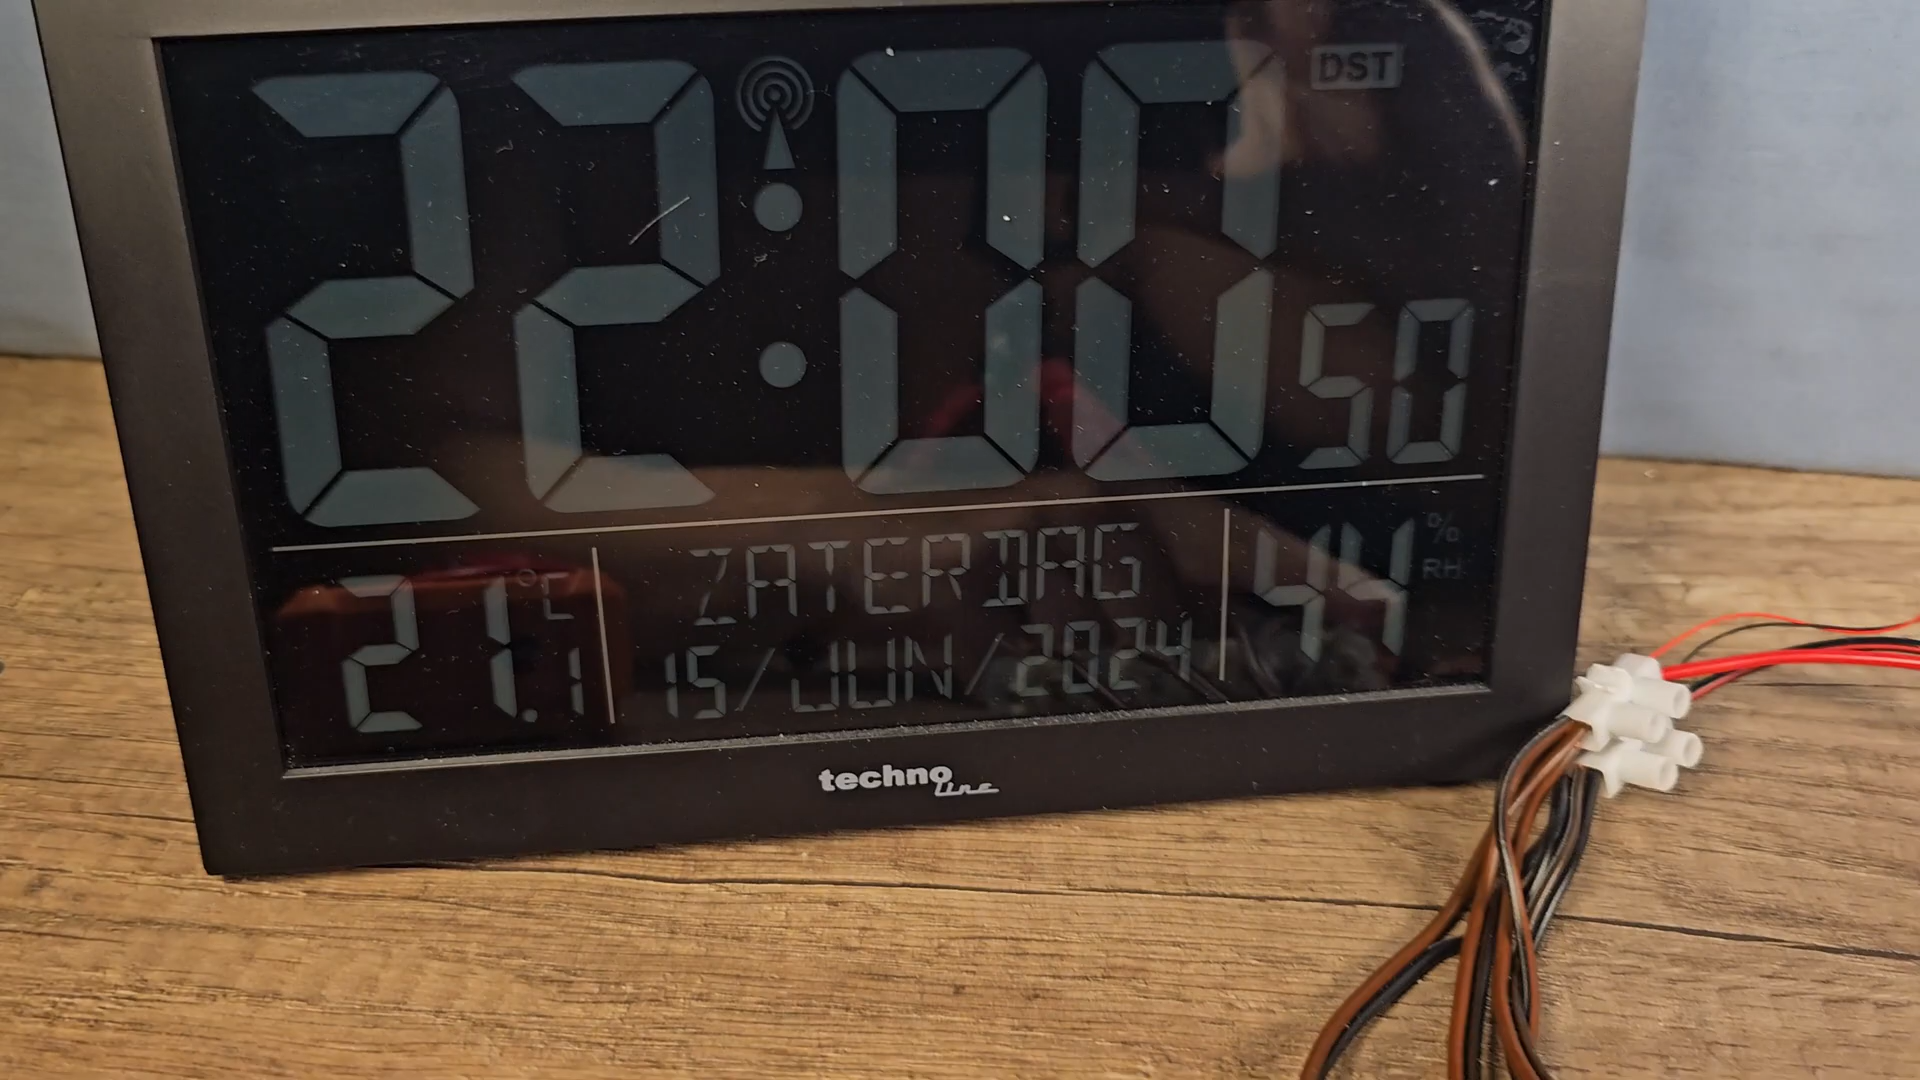 22:00 50
DST
21.1 °C
ZATERDAG
15/JUN/2024
44 % RH
techno line